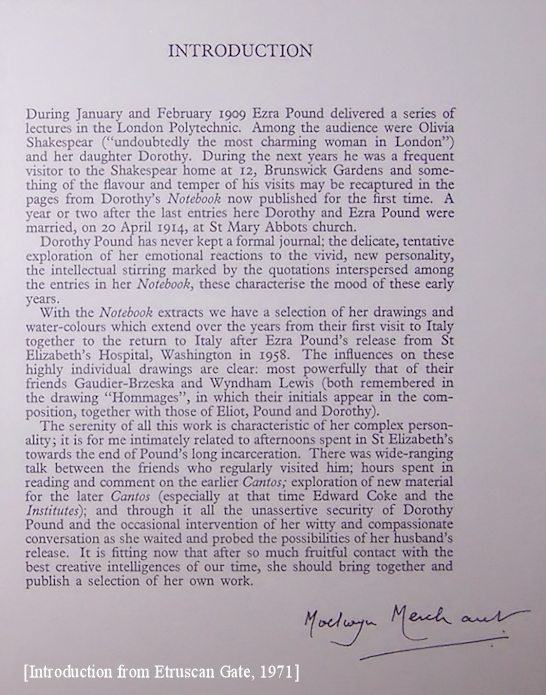 INTRODUCTION
During January and February 1909 Ezra Pound delivered a series of
lectures in the London Polytechnic. Among the audience were Olivia
Shakespear ("undoubtedly the most charming woman in London")
and her daughter Dorothy. During the next years he was a frequent
visitor to the Shakespear home at 12, Brunswick Gardens and some-
thing of the flavour and temper of his visits may be recaptured in the
pages from Dorothy's Notebook now published for the first time. A
year or two after the last entries here Dorothy and Ezra Pound were
married, on 20 April 1914, at St Mary Abbots church.
Dorothy Pound has never kept a formal journal; the delicate, tentative
exploration of her emotional reactions to the vivid, new personality,
the intellectual stirring marked by the quotations interspersed among
the entries in her Notebook, these characterise the mood of these early
years.
With the Notebook extracts we have a selection of her drawings and
water-colours which extend over the years from their first visit to Italy
together to the return to Italy after Ezra Pound's release from St
Elizabeth's Hospital, Washington in 1958. The influences on these
highly individual drawings are clear: most powerfully that of their
friends Gaudier-Brzeska and Wyndham Lewis (both remembered in
the drawing "Hommages", in which their initials appear in the com-
position, together with those of Eliot, Pound and Dorothy).
The serenity of all this work is characteristic of her complex person-
ality; it is for me intimately related to afternoons spent in St Elizabeth's
towards the end of Pound's long incarceration. There was wide-ranging
talk between the friends who regularly visited him; hours spent in
reading and comment on the earlier Cantos; exploration of new material
for the later Cantos (especially at that time Edward Coke and the
Institutes); and through it all the unassertive security of Dorothy
Pound and the occasional intervention of her witty and compassionate
conversation as she waited and probed the possibilities of her husband's
release. It is fitting now that after so much fruitful contact with the
best creative intelligences of our time, she should bring together and
publish a selection of her own work.
Moelwyn Merchant
[Introduction from Etruscan Gate, 1971]